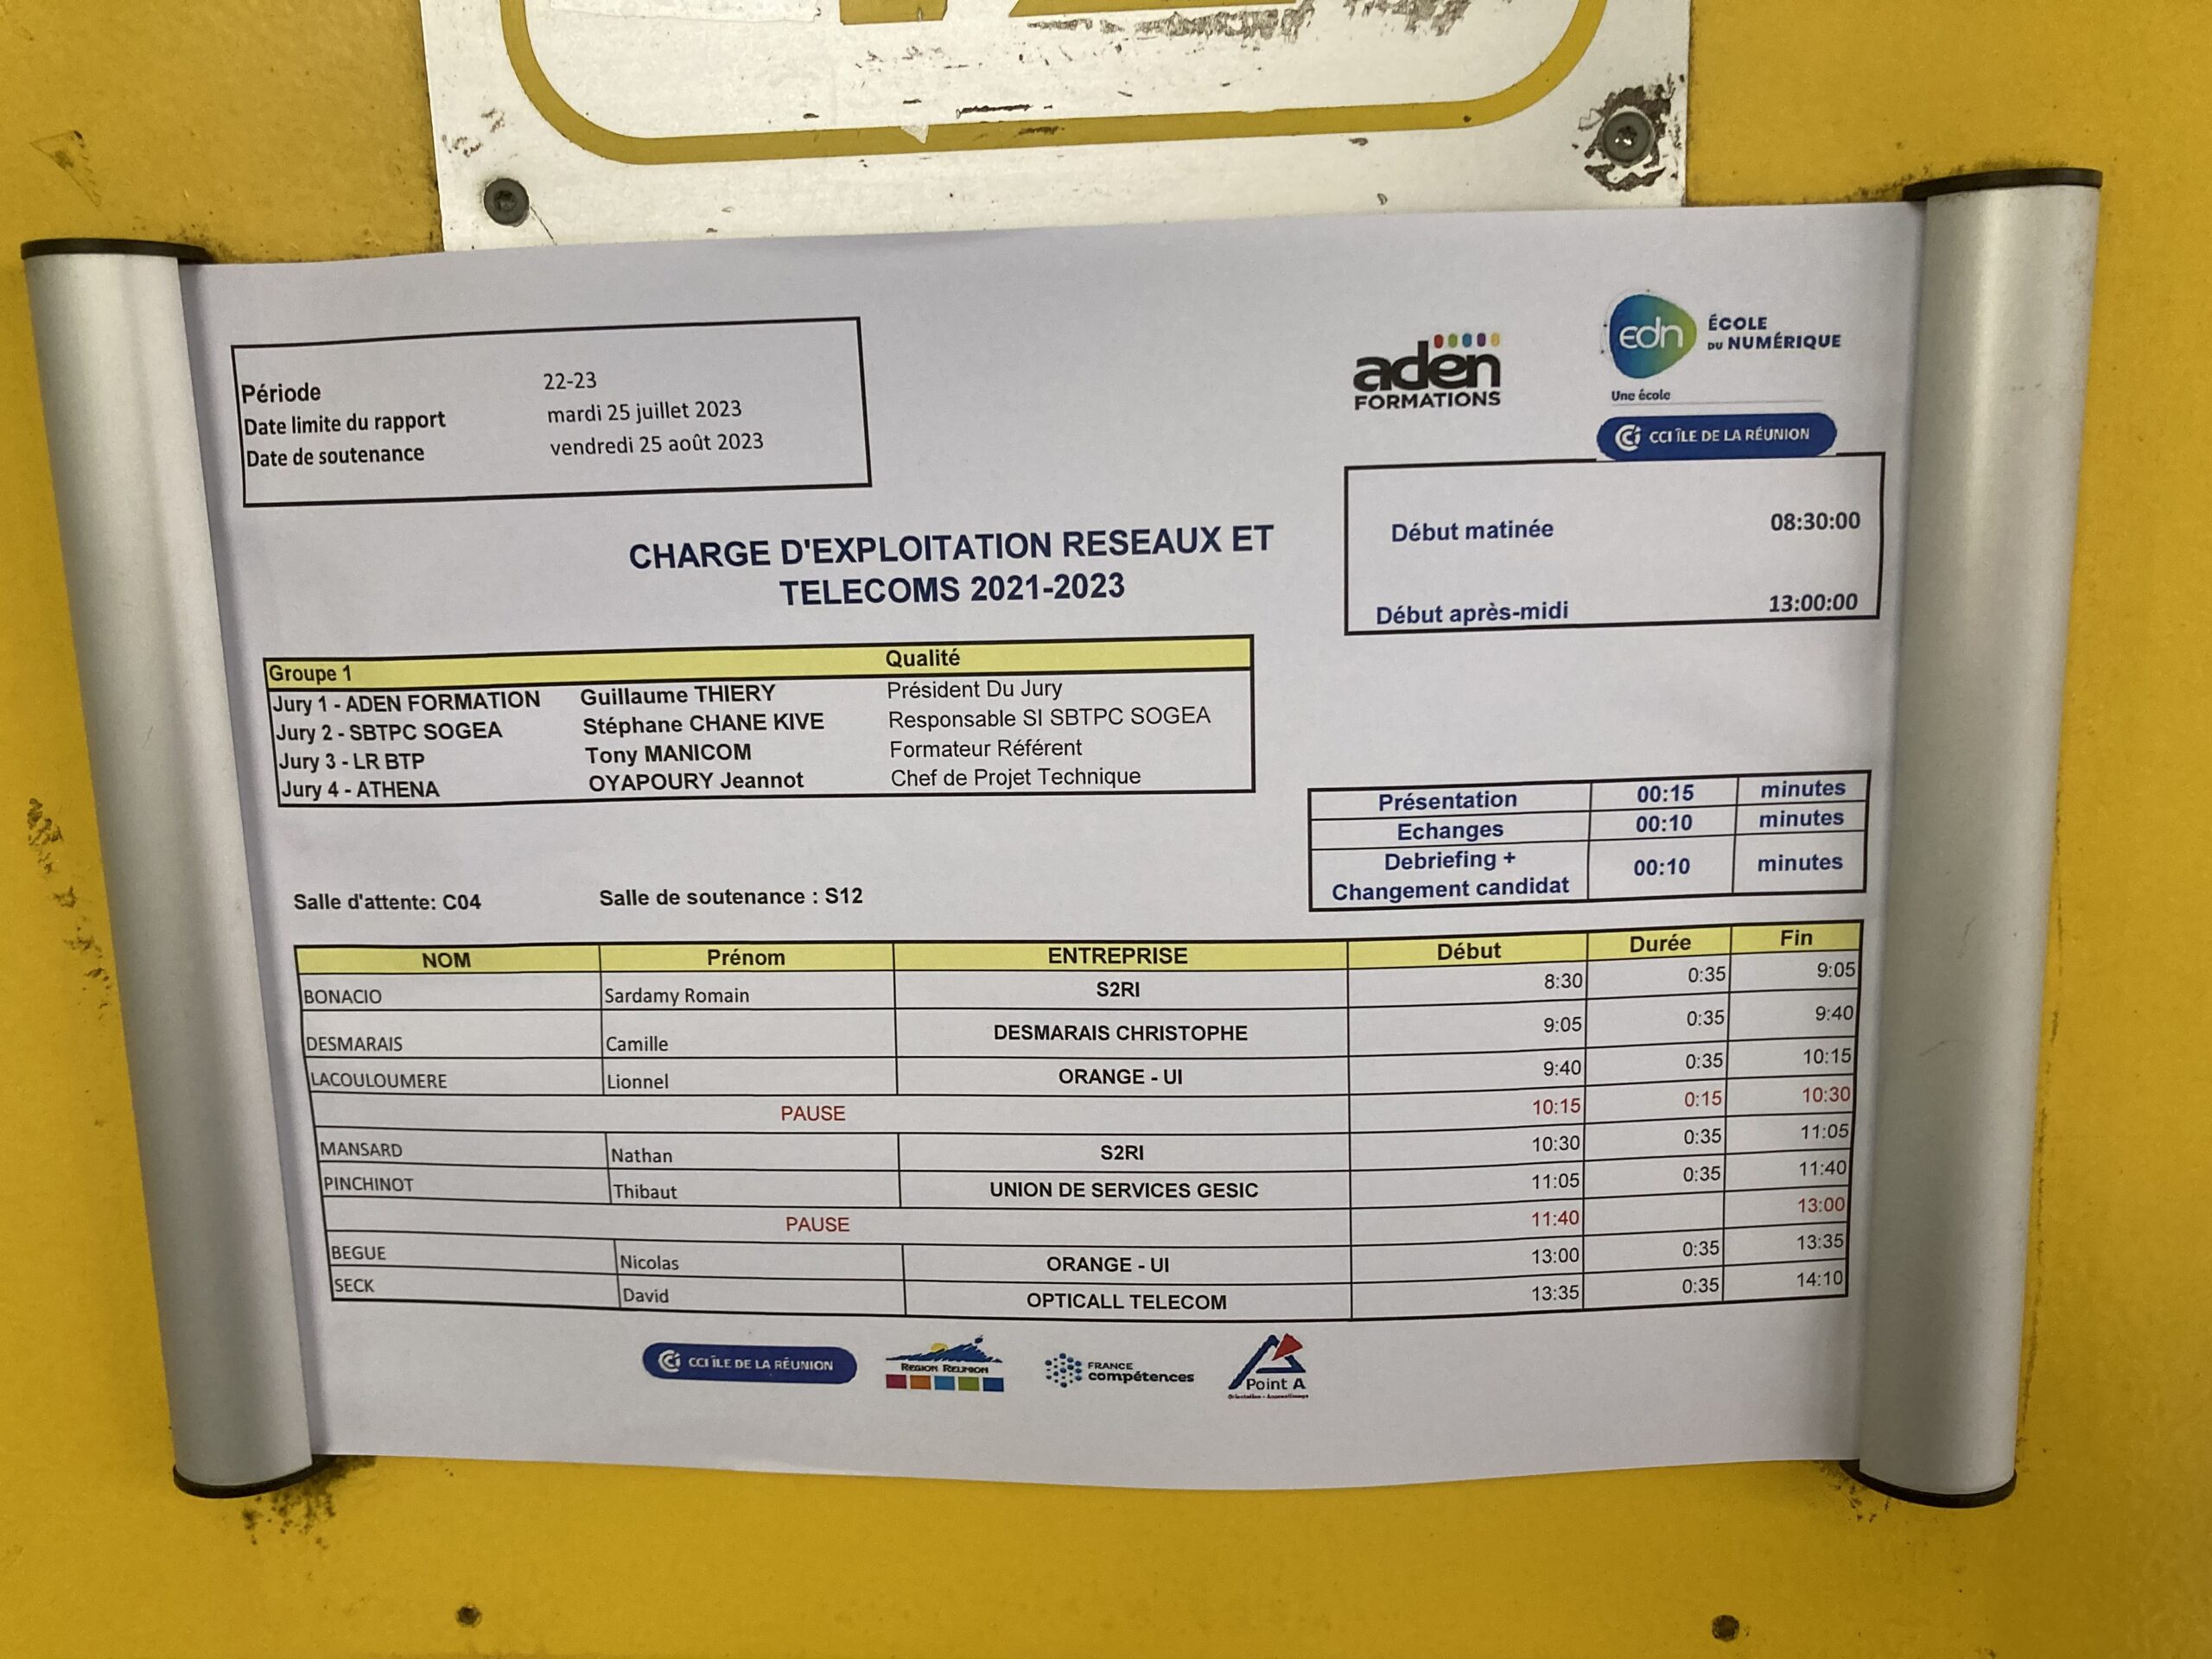 Période 22-23
Date limite du rapport mardi 25 juillet 2023
Date de soutenance vendredi 25 août 2023
aden
FORMATIONS
edn ÉCOLE
DU NUMÉRIQUE
Une école
CCI ÎLE DE LA RÉUNION
Début matinée 08:30:00
Début après-midi 13:00:00
CHARGE D'EXPLOITATION RESEAUX ET
TELECOMS 2021-2023
Groupe 1 Qualité
Jury 1 - ADEN FORMATION Guillaume THIERY Président Du Jury
Jury 2 - SBTPC SOGEA Stéphane CHANE KIVE Responsable SI SBTPC SOGEA
Jury 3 - LR BTP Tony MANICOM Formateur Référent
Jury 4 - ATHENA OYAPOURY Jeannot Chef de Projet Technique
Présentation 00:15 minutes
Echanges 00:10 minutes
Debriefing +
Changement candidat 00:10 minutes
Salle d'attente: C04 Salle de soutenance : S12
NOM Prénom ENTREPRISE Début Durée Fin
BONACIO Sardamy Romain S2RI 8:30 0:35 9:05
DESMARAIS Camille DESMARAIS CHRISTOPHE 9:05 0:35 9:40
LACOULOUMERE Lionnel ORANGE - UI 9:40 0:35 10:15
PAUSE 10:15 0:15 10:30
MANSARD Nathan S2RI 10:30 0:35 11:05
PINCHINOT Thibaut UNION DE SERVICES GESIC 11:05 0:35 11:40
PAUSE 11:40 13:00
BEGUE Nicolas ORANGE - UI 13:00 0:35 13:35
SECK David OPTICALL TELECOM 13:35 0:35 14:10
CCI ÎLE DE LA RÉUNION
REGION REUNION
FRANCE
compétences
Point A
Orientation - Apprentissage